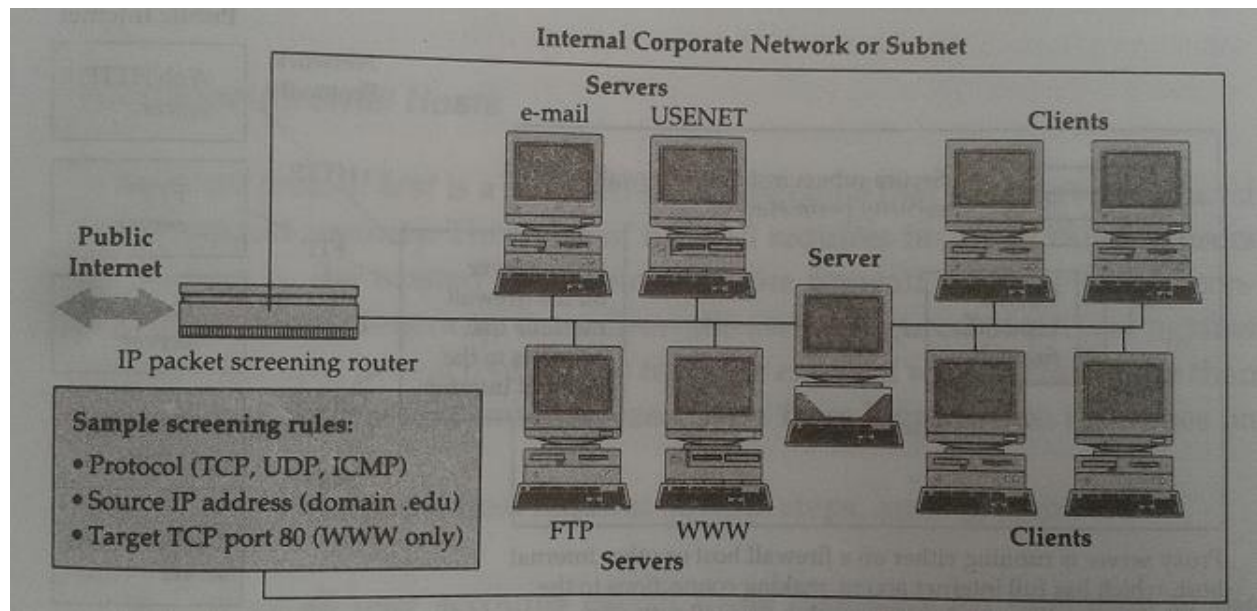 Internal Corporate Network or Subnet
Servers
e-mail USENET
Clients
Public
Internet
Server
IP packet screening router
Sample screening rules:
• Protocol (TCP, UDP, ICMP)
• Source IP address (domain .edu)
• Target TCP port 80 (WWW only)
FTP WWW
Servers
Clients